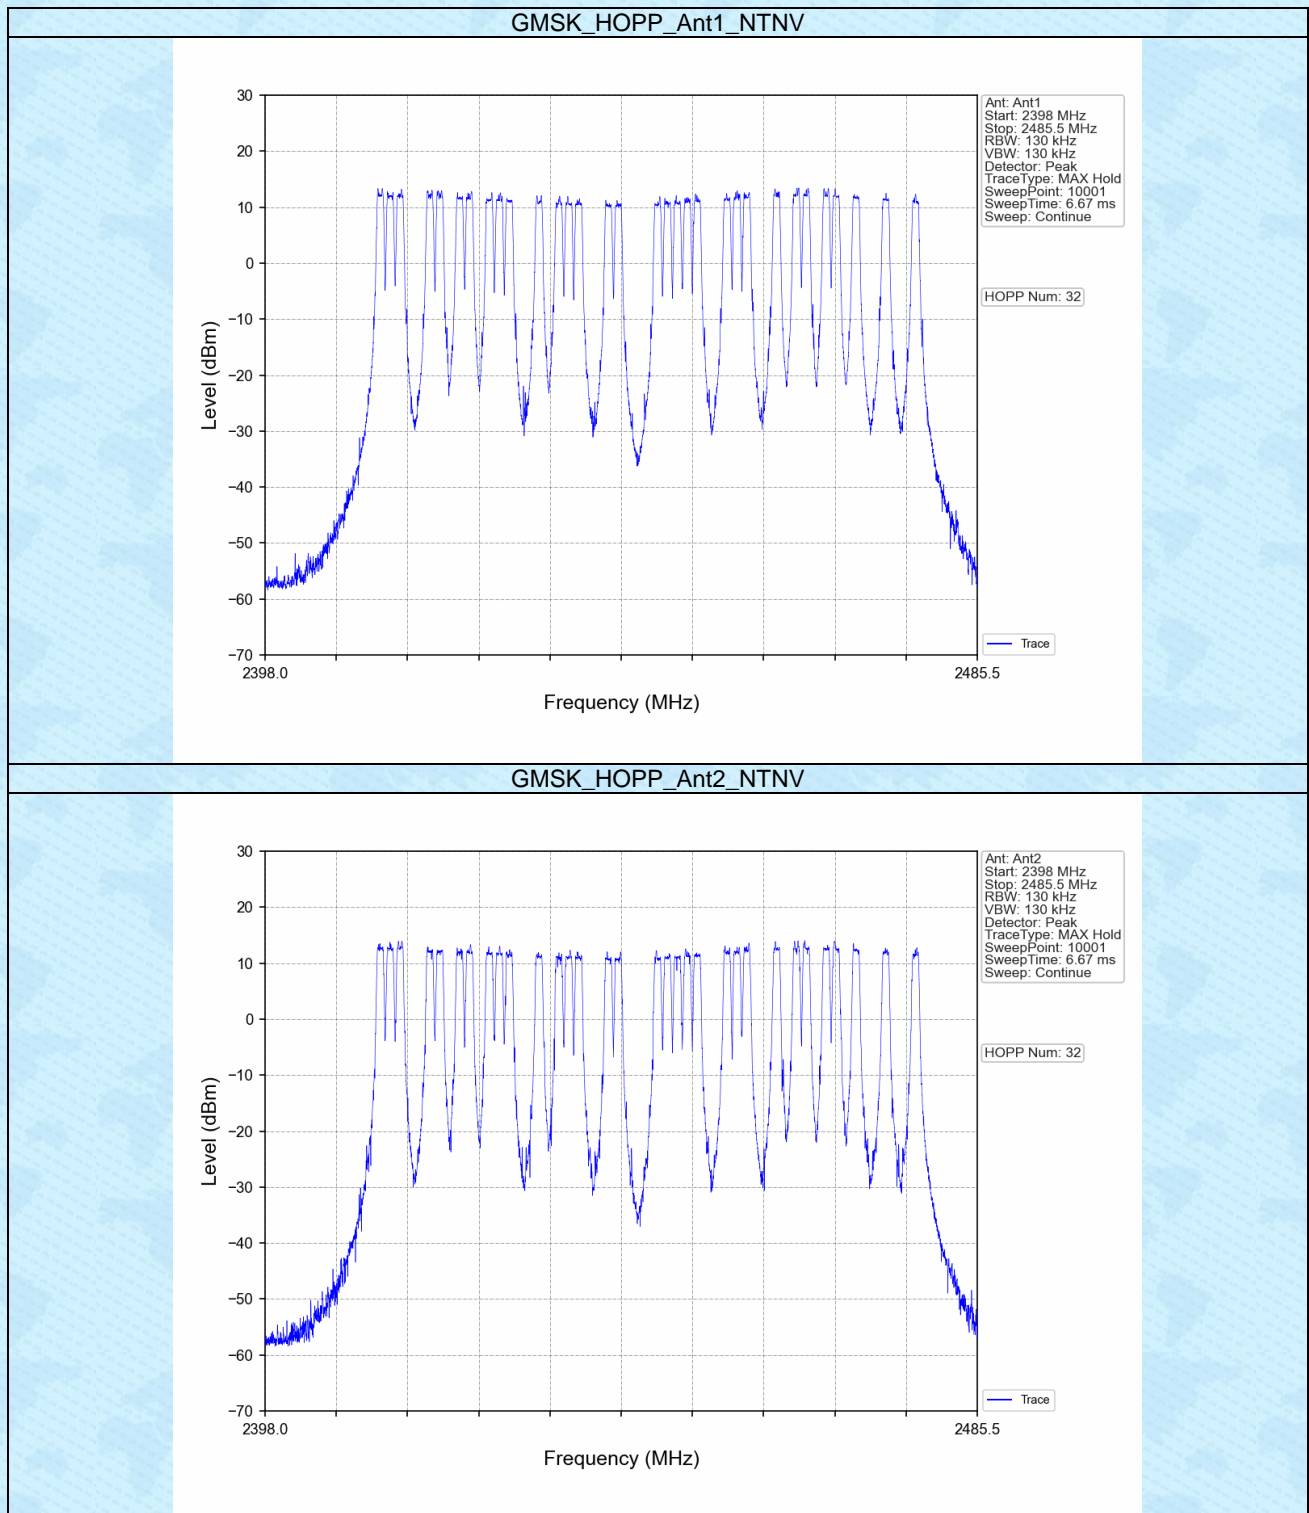 GMSK_HOPP_Ant1_NTNV
30
20
10
0
−10
−20
−30
−40
−50
−60
−70
Level (dBm)
2398.0
2485.5
Frequency (MHz)
Ant: Ant1
Start: 2398 MHz
Stop: 2485.5 MHz
RBW: 130 kHz
VBW: 130 kHz
Detector: Peak
TraceType: MAX Hold
SweepPoint: 10001
SweepTime: 6.67 ms
Sweep: Continue
HOPP Num: 32
Trace
GMSK_HOPP_Ant2_NTNV
30
20
10
0
−10
−20
−30
−40
−50
−60
−70
Level (dBm)
2398.0
2485.5
Frequency (MHz)
Ant: Ant2
Start: 2398 MHz
Stop: 2485.5 MHz
RBW: 130 kHz
VBW: 130 kHz
Detector: Peak
TraceType: MAX Hold
SweepPoint: 10001
SweepTime: 6.67 ms
Sweep: Continue
HOPP Num: 32
Trace